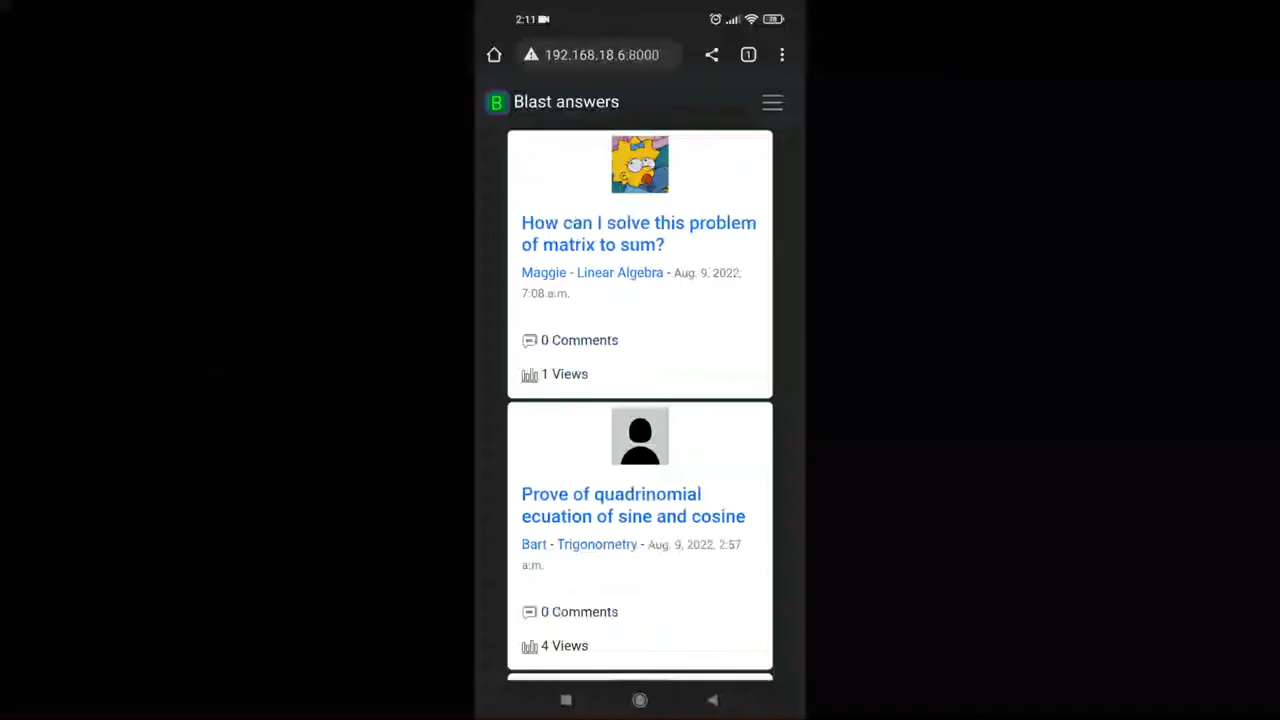 2:11
28
192.168.18.6:8000
1
B Blast answers
How can I solve this problem
of matrix to sum?
Maggie - Linear Algebra - Aug. 9, 2022,
7:08 a.m.
0 Comments
1 Views
Prove of quadrinomial
ecuation of sine and cosine
Bart - Trigonometry - Aug. 9, 2022, 2:57
a.m.
0 Comments
4 Views